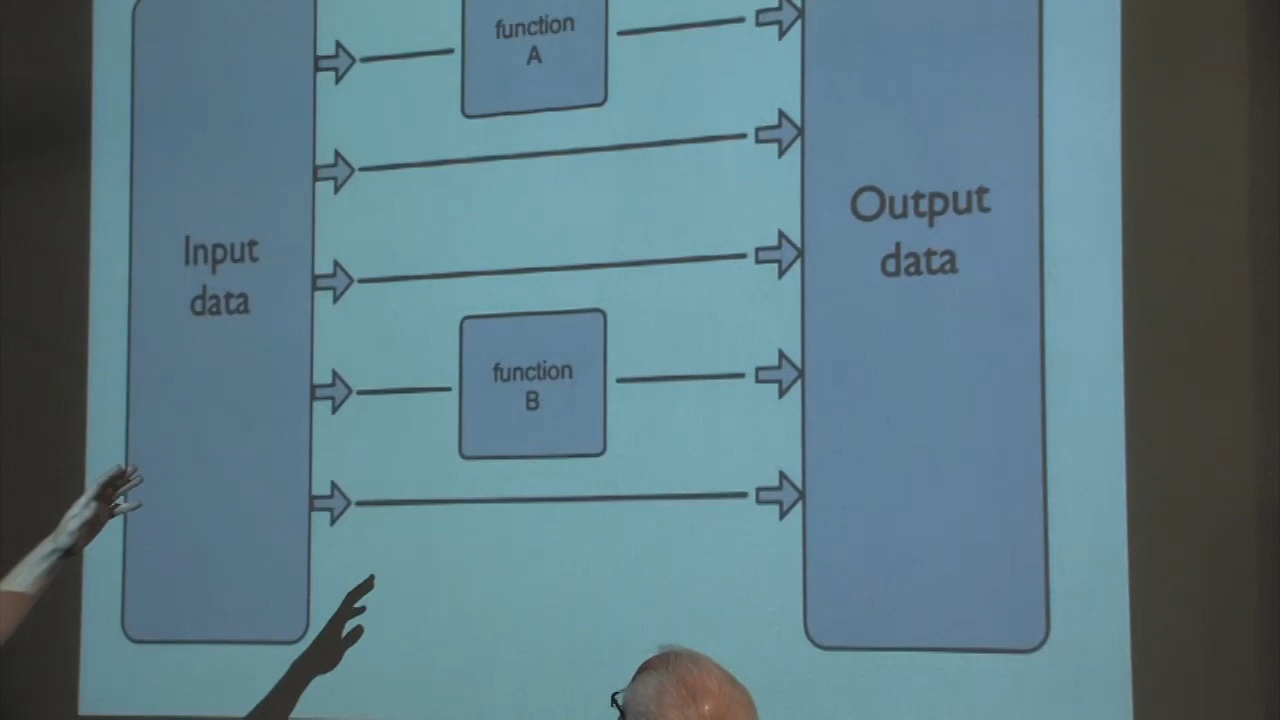 function
A
Input
data
Output
data
function
B